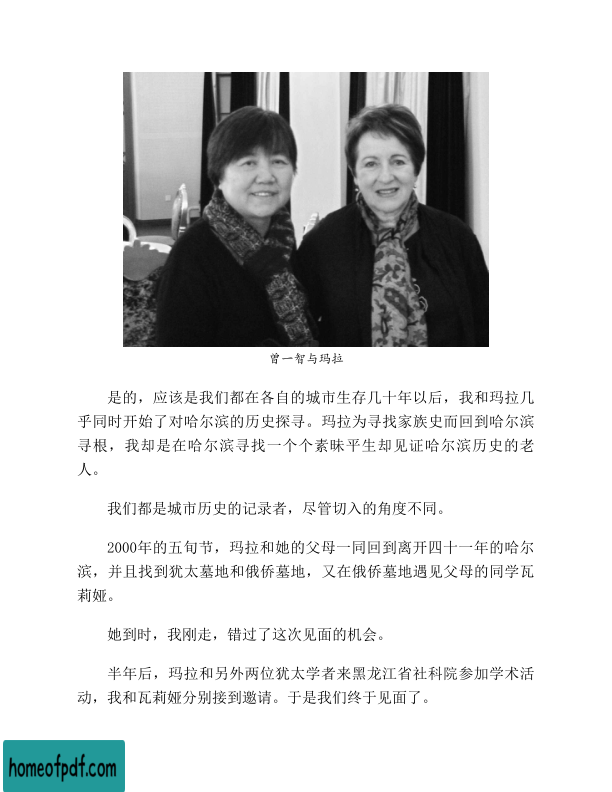 曾一智与玛拉
是的，应该是我们都在各自的城市生存几十年以后，我和玛拉几
乎同时开始了对哈尔滨的历史探寻。玛拉为寻找家族史而回到哈尔滨
寻根，我却是在哈尔滨寻找一个个素昧平生却见证哈尔滨历史的老
人。
我们都是城市历史的记录者，尽管切入的角度不同。
2000年的五旬节，玛拉和她的父母一同回到离开四十一年的哈尔
滨，并且找到犹太墓地和俄侨墓地，又在俄侨墓地遇见父母的同学瓦
莉娅。
她到时，我刚走，错过了这次见面的机会。
半年后，玛拉和另外两位犹太学者来黑龙江省社科院参加学术活
动，我和瓦莉娅分别接到邀请。于是我们终于见面了。
homeofpdf.com